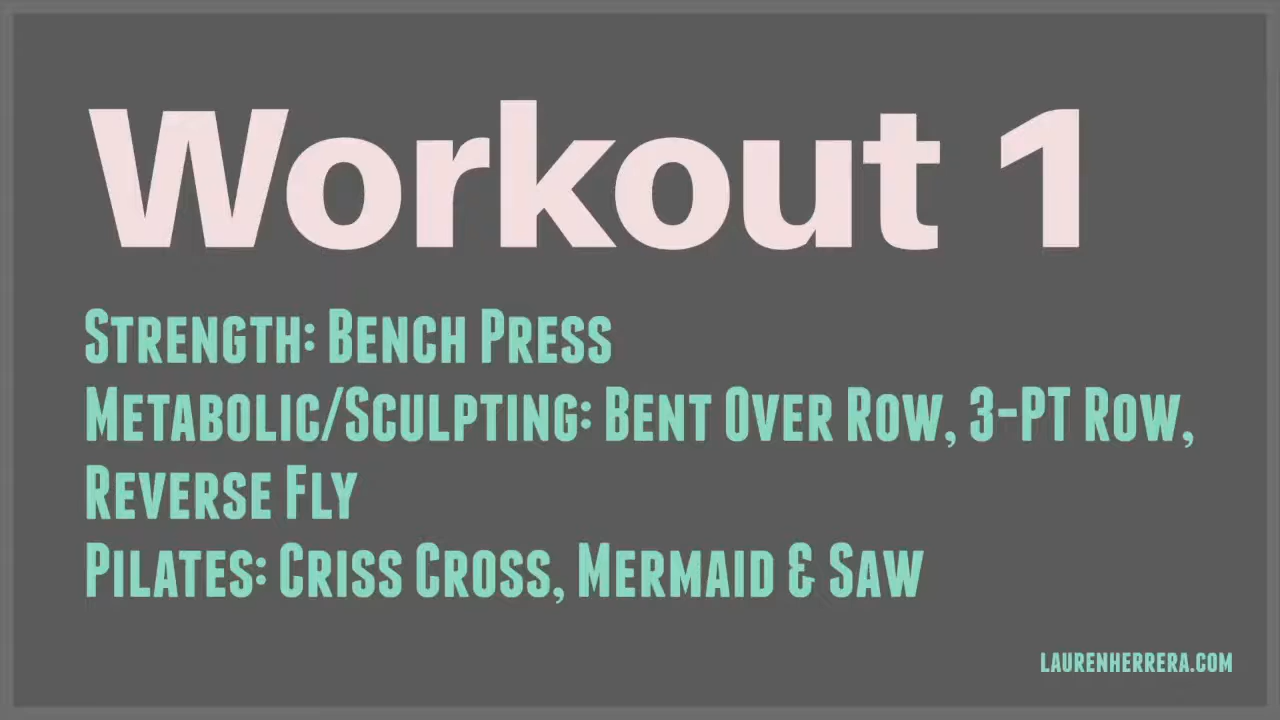 Workout 1
Strength: Bench Press
Metabolic/Sculpting: Bent Over Row, 3-PT Row,
Reverse Fly
Pilates: Criss Cross, Mermaid & Saw
LAURENHERRERA.COM